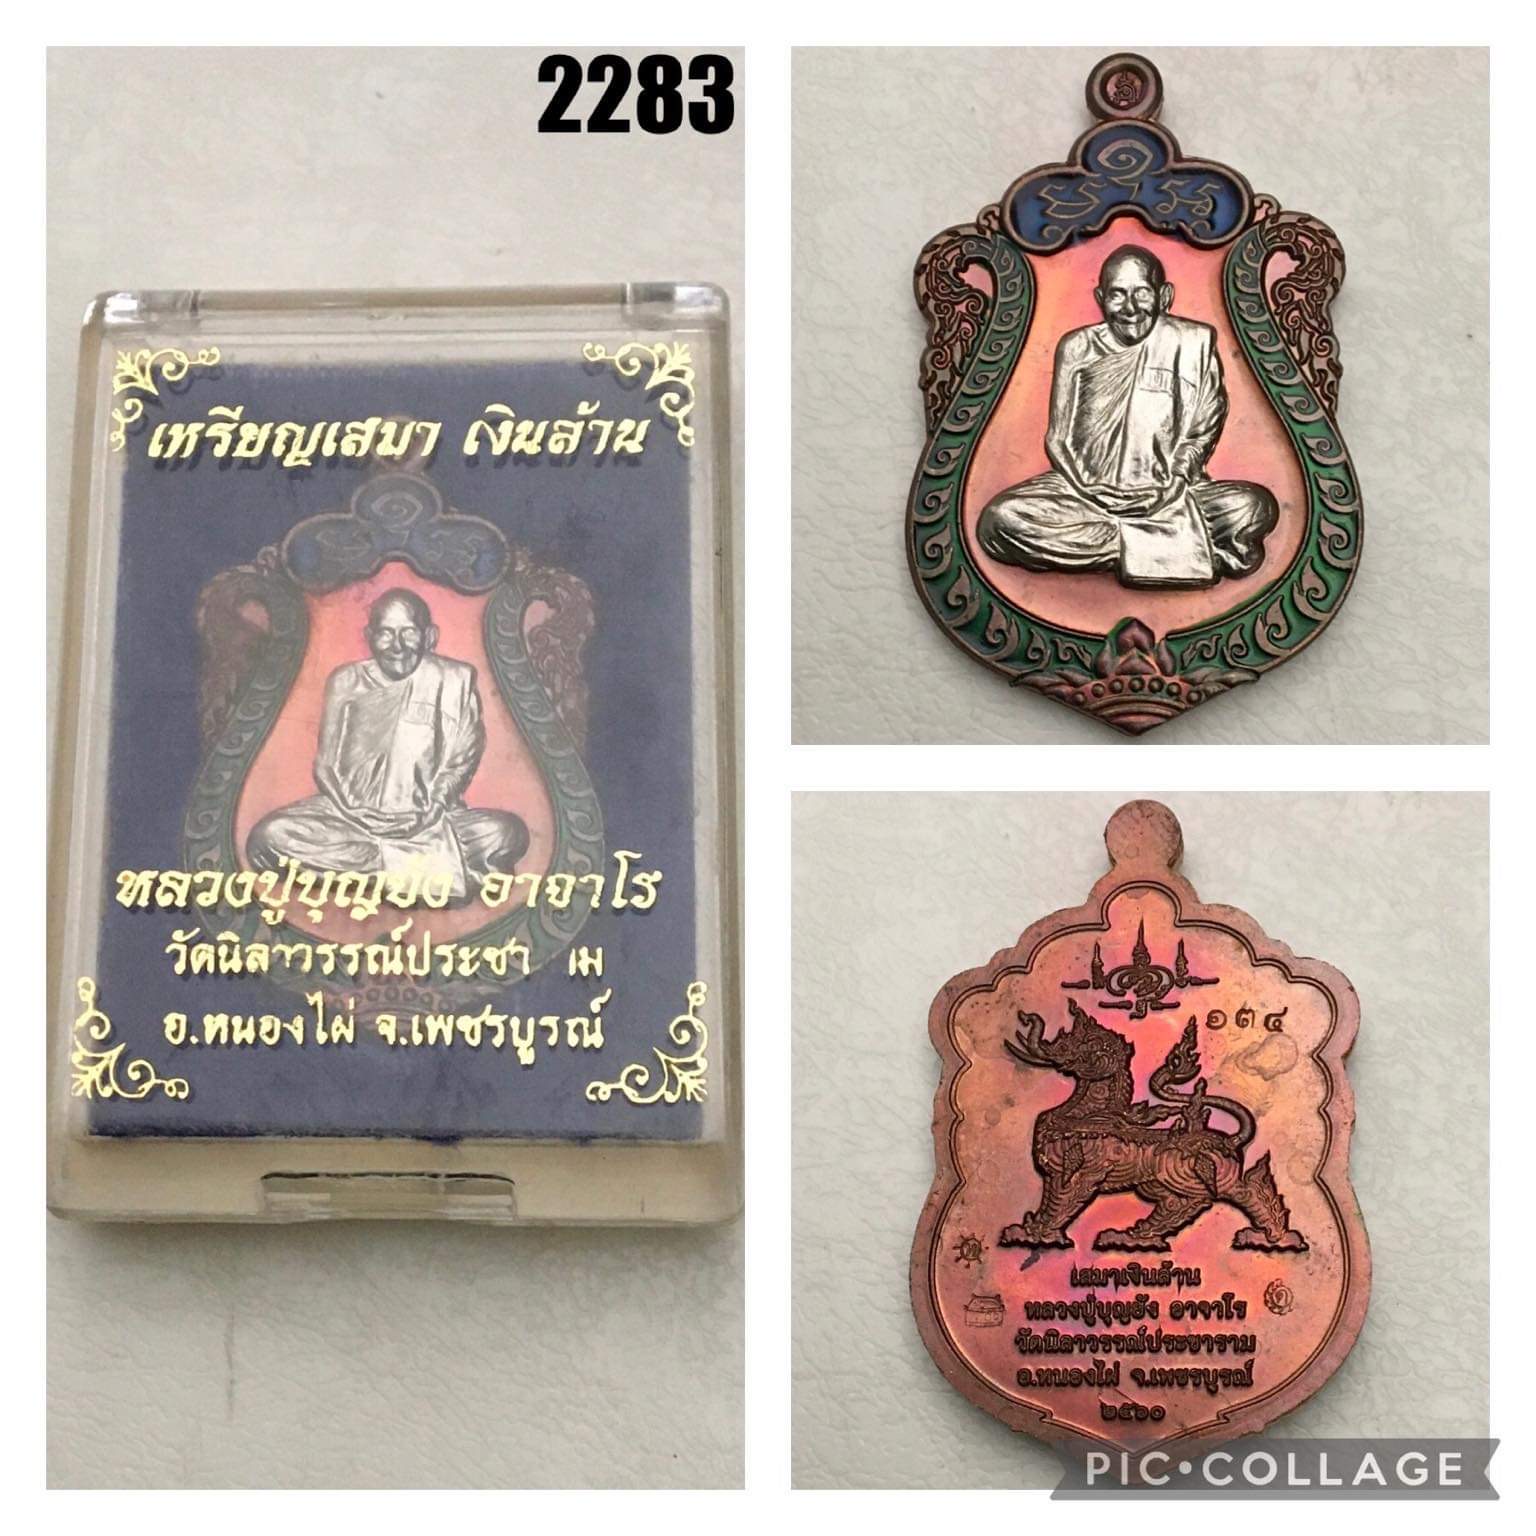 2283
เหรียญเสมา เงินล้าน
หลวงปู่บุญยัง อาจาโร
วัดนิลาวรรณ์ประชา เม
อ.หนองไผ่ จ.เพชรบูรณ์
๑๓๔
เสมาเงินล้าน
หลวงปู่บุญยัง อาจาโร
วัดนิลาวรรณ์ประชาราม
อ.หนองไผ่ จ.เพชรบูรณ์
๒๕๖๐
PIC•COLLAGE